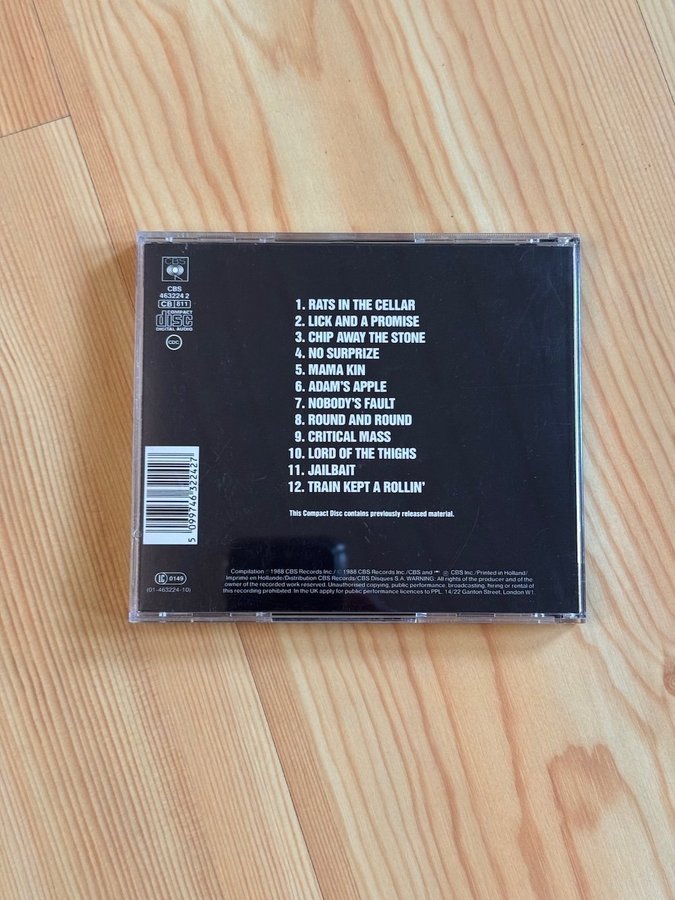 CBS
CBS
463224 2
CB 811
COMPACT
disc
DIGITAL AUDIO
CDC
1. RATS IN THE CELLAR
2. LICK AND A PROMISE
3. CHIP AWAY THE STONE
4. NO SURPRIZE
5. MAMA KIN
6. ADAM'S APPLE
7. NOBODY'S FAULT
8. ROUND AND ROUND
9. CRITICAL MASS
10. LORD OF THE THIGHS
11. JAILBAIT
12. TRAIN KEPT A ROLLIN'
This Compact Disc contains previously released material.
5 099746 322427
LC 0149
(01-463224-10)
Compilation ℗ 1988 CBS Records Inc./ © 1988 CBS Records Inc./CBS and ℗ CBS Inc./Printed in Holland/
Imprimé en Hollande/Distribution CBS Records/CBS Disques S.A. WARNING: All rights of the producer and of the
owner of the recorded work reserved. Unauthorised copying, public performance, broadcasting, hiring or rental of
this recording prohibited. In the UK apply for public performance licences to PPL, 14/22 Ganton Street, London W1.